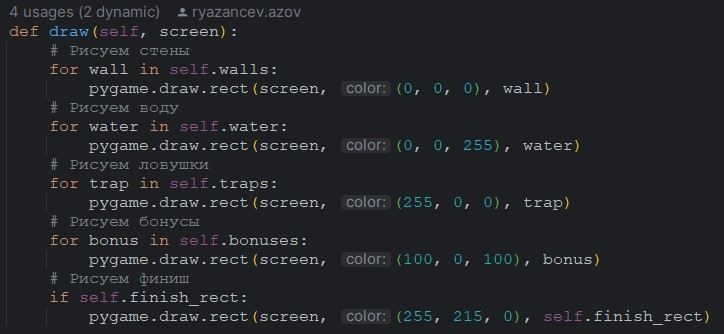 4 usages (2 dynamic) ryazancev.azov
def draw(self, screen):
    # Рисуем стены
    for wall in self.walls:
        pygame.draw.rect(screen, color: (0, 0, 0), wall)
    # Рисуем воду
    for water in self.water:
        pygame.draw.rect(screen, color: (0, 0, 255), water)
    # Рисуем ловушки
    for trap in self.traps:
        pygame.draw.rect(screen, color: (255, 0, 0), trap)
    # Рисуем бонусы
    for bonus in self.bonuses:
        pygame.draw.rect(screen, color: (100, 0, 100), bonus)
    # Рисуем финиш
    if self.finish_rect:
        pygame.draw.rect(screen, color: (255, 215, 0), self.finish_rect)